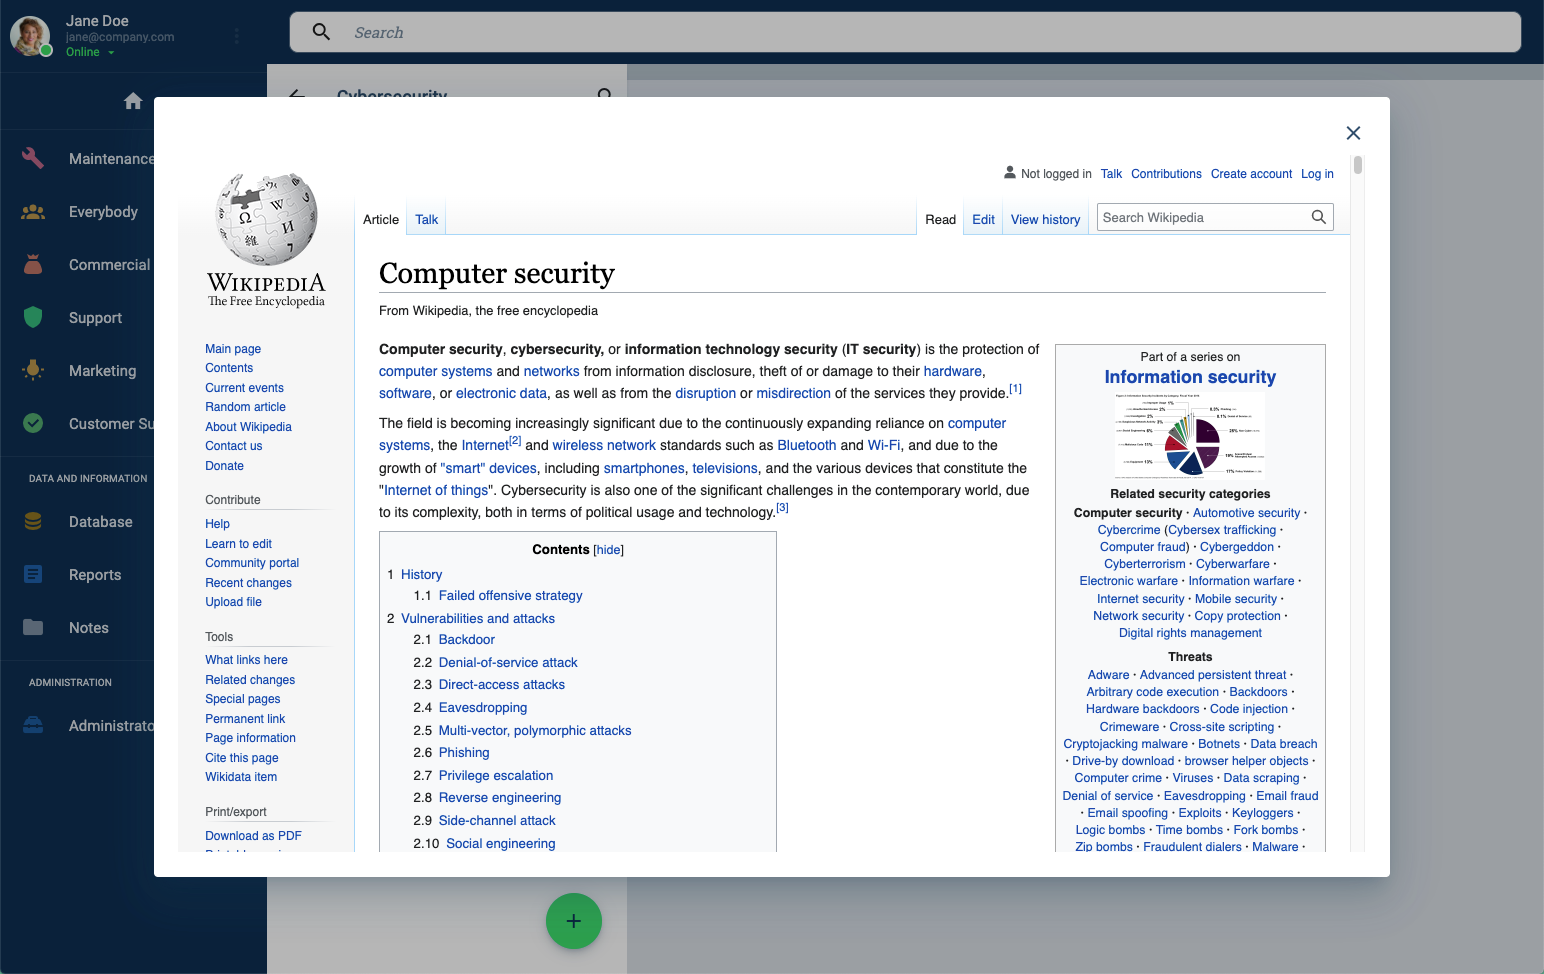 Jane Doe
jane@company.com
Online
Search
Cybersecurity
Maintenance
Everybody
Commercial
Support
Marketing
Customer Su
DATA AND INFORMATION
Database
Reports
Notes
ADMINISTRATION
Administrato
WIKIPEDIA
The Free Encyclopedia
Main page
Contents
Current events
Random article
About Wikipedia
Contact us
Donate
Contribute
Help
Learn to edit
Community portal
Recent changes
Upload file
Tools
What links here
Related changes
Special pages
Permanent link
Page information
Cite this page
Wikidata item
Print/export
Download as PDF
Not logged in Talk Contributions Create account Log in
Article Talk Read Edit View history Search Wikipedia
Computer security
From Wikipedia, the free encyclopedia
Computer security, cybersecurity, or information technology security (IT security) is the protection of
computer systems and networks from information disclosure, theft of or damage to their hardware,
software, or electronic data, as well as from the disruption or misdirection of the services they provide.[1]
The field is becoming increasingly significant due to the continuously expanding reliance on computer
systems, the Internet[2] and wireless network standards such as Bluetooth and Wi-Fi, and due to the
growth of "smart" devices, including smartphones, televisions, and the various devices that constitute the
"Internet of things". Cybersecurity is also one of the significant challenges in the contemporary world, due
to its complexity, both in terms of political usage and technology.[3]
Contents [hide]
1 History
1.1 Failed offensive strategy
2 Vulnerabilities and attacks
2.1 Backdoor
2.2 Denial-of-service attack
2.3 Direct-access attacks
2.4 Eavesdropping
2.5 Multi-vector, polymorphic attacks
2.6 Phishing
2.7 Privilege escalation
2.8 Reverse engineering
2.9 Side-channel attack
2.10 Social engineering
Part of a series on
Information security
Related security categories
Computer security · Automotive security ·
Cybercrime (Cybersex trafficking ·
Computer fraud) · Cybergeddon ·
Cyberterrorism · Cyberwarfare ·
Electronic warfare · Information warfare ·
Internet security · Mobile security ·
Network security · Copy protection ·
Digital rights management
Threats
Adware · Advanced persistent threat ·
Arbitrary code execution · Backdoors ·
Hardware backdoors · Code injection ·
Crimeware · Cross-site scripting ·
Cryptojacking malware · Botnets · Data breach
· Drive-by download · browser helper objects ·
Computer crime · Viruses · Data scraping ·
Denial of service · Eavesdropping · Email fraud
· Email spoofing · Exploits · Keyloggers ·
Logic bombs · Time bombs · Fork bombs ·
Zip bombs · Fraudulent dialers · Malware ·